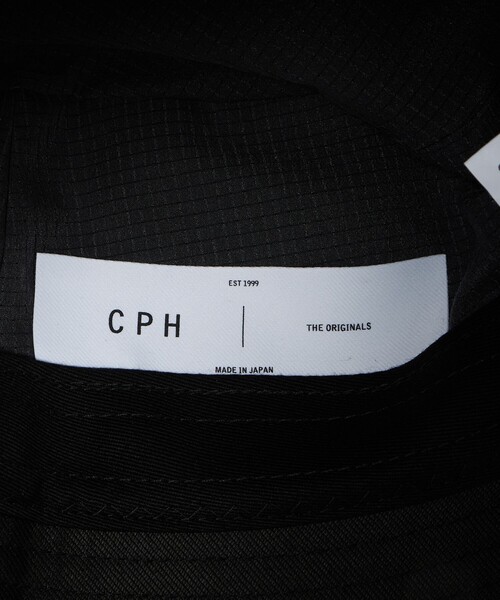 EST 1999
CPH
THE ORIGINALS
MADE IN JAPAN